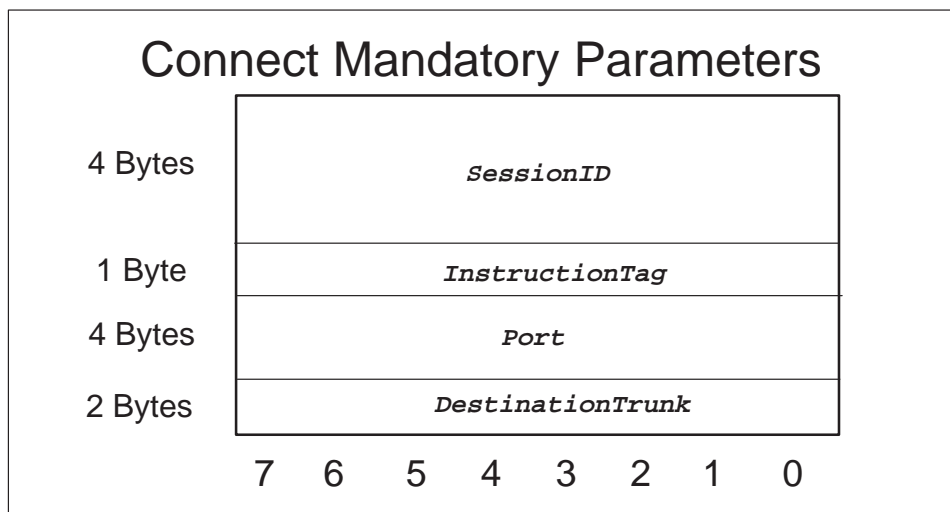 Connect Mandatory Parameters
4 Bytes SessionID
1 Byte InstructionTag
4 Bytes Port
2 Bytes DestinationTrunk
7 6 5 4 3 2 1 0